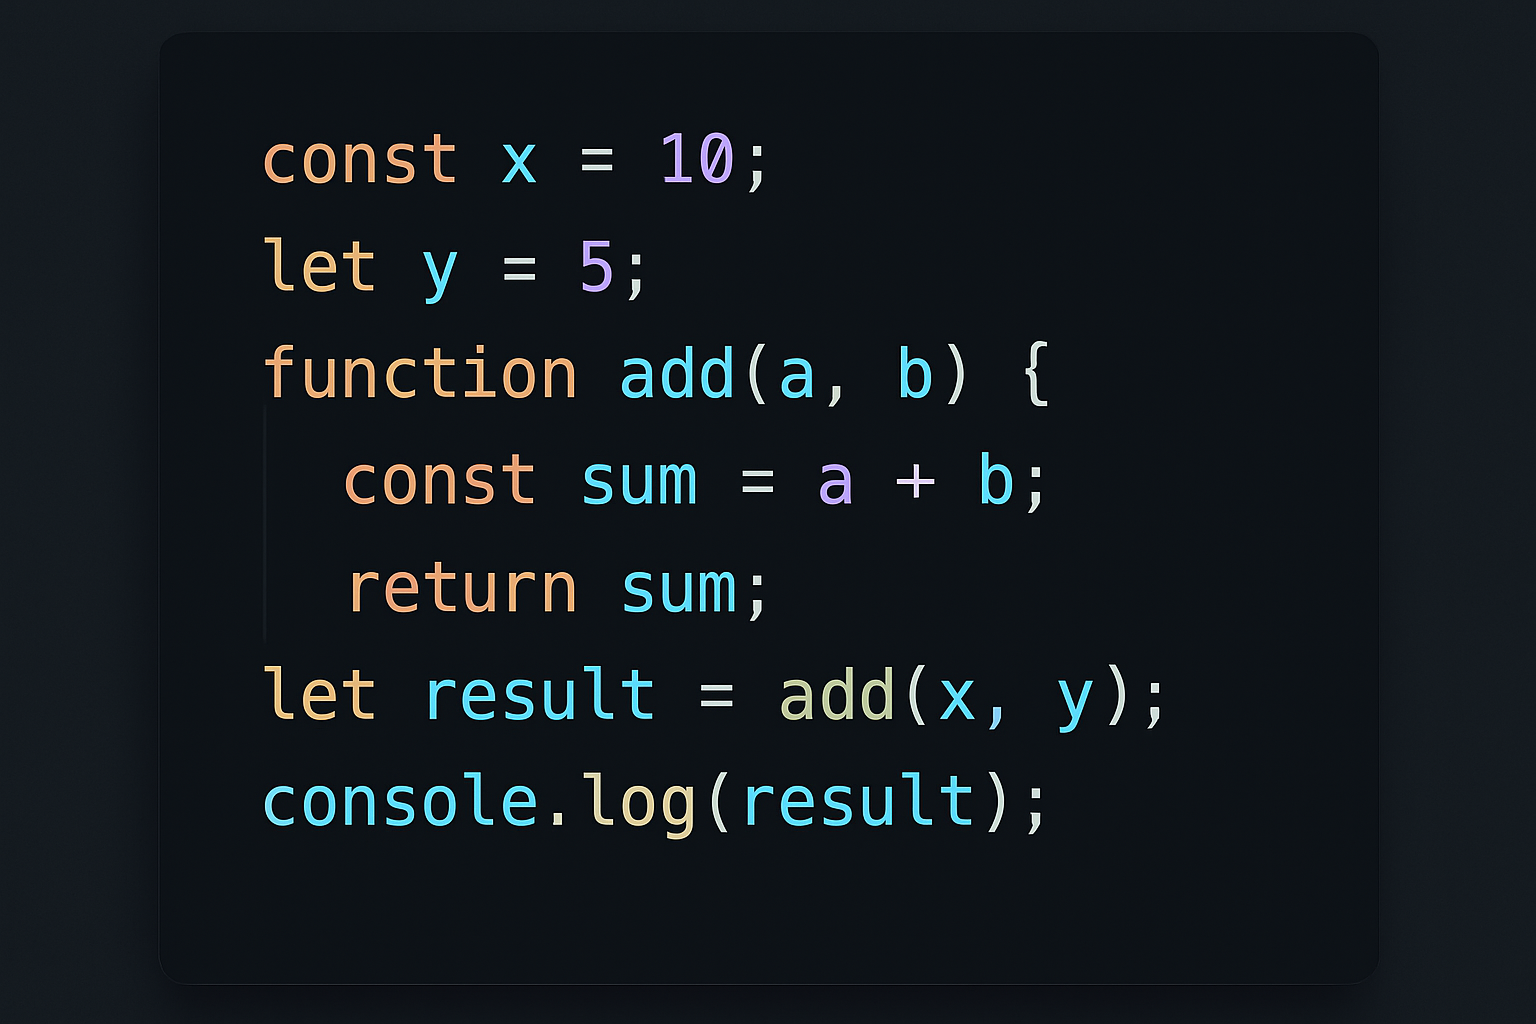 const x = 10;
let y = 5;
function add(a, b) {
  const sum = a + b;
  return sum;
let result = add(x, y);
console.log(result);